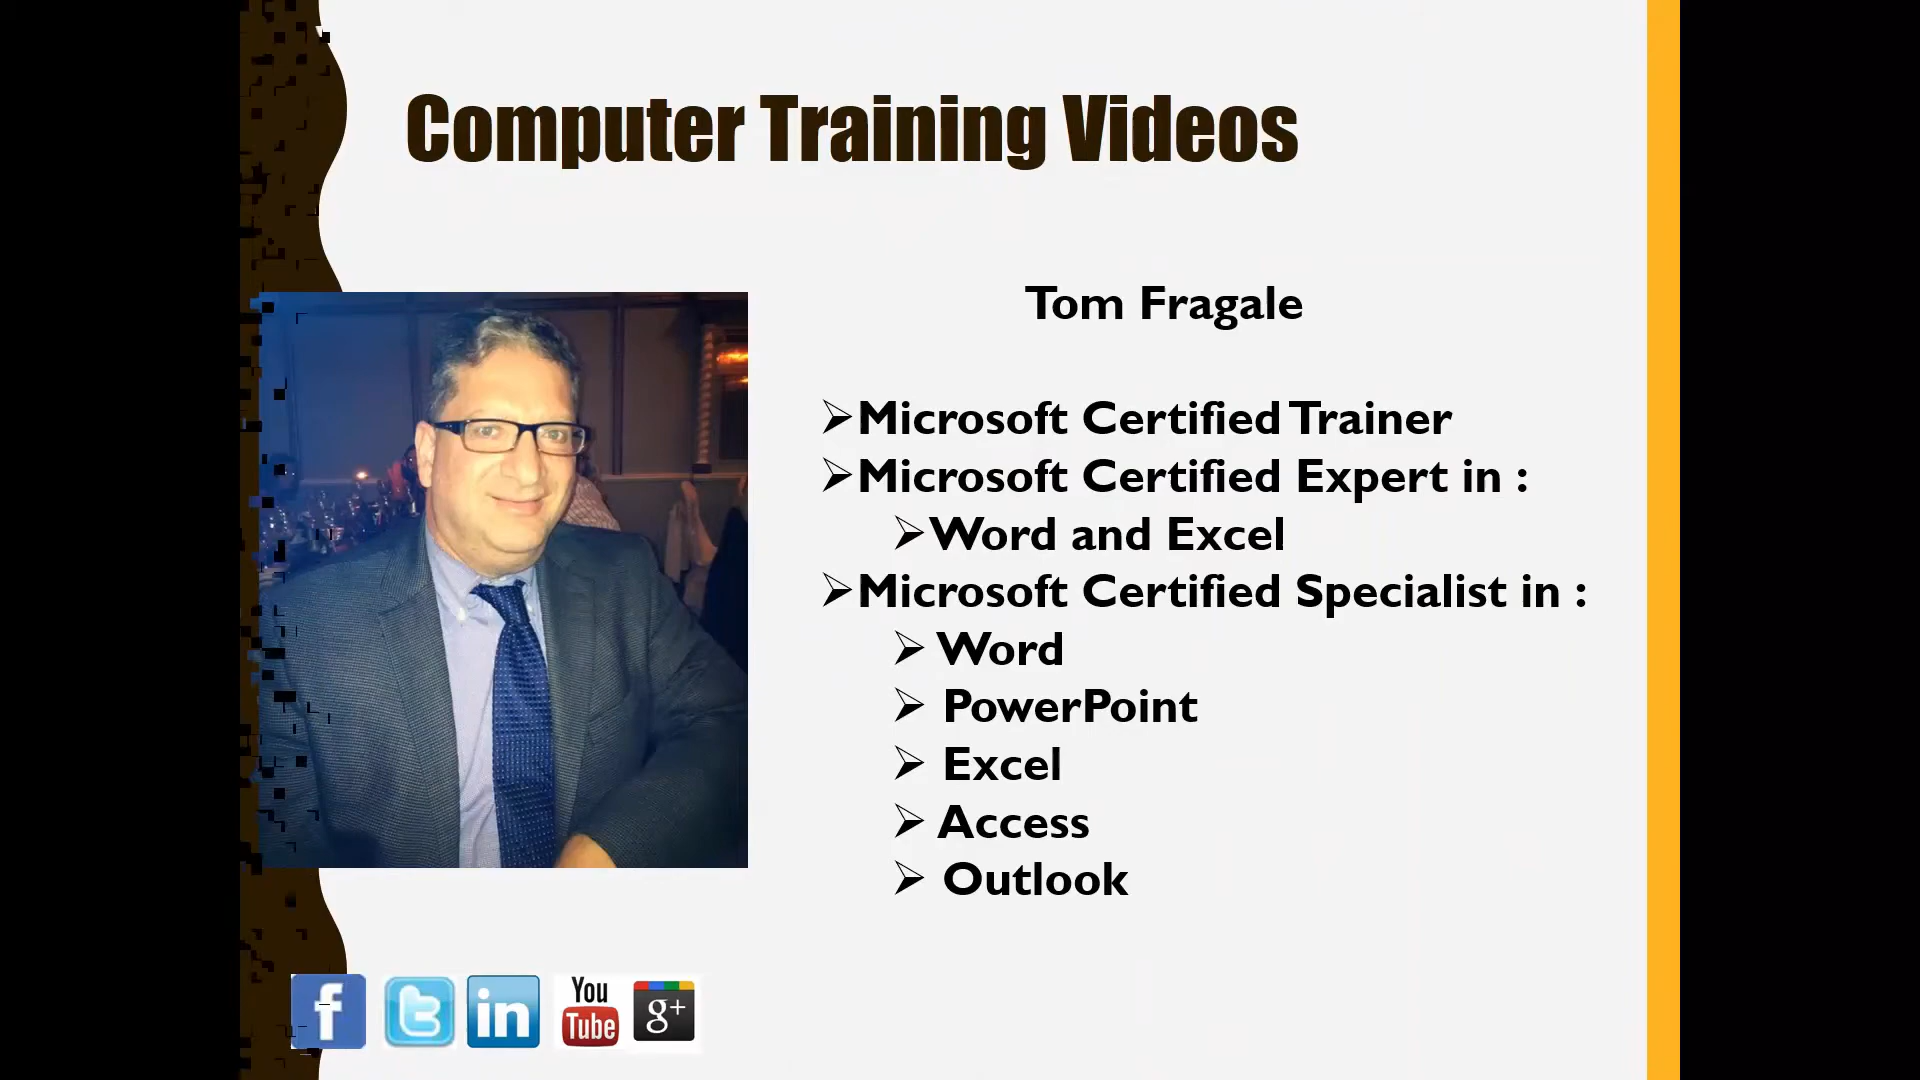 Computer Training Videos
Tom Fragale
➢Microsoft Certified Trainer
➢Microsoft Certified Expert in :
➢Word and Excel
➢Microsoft Certified Specialist in :
➢ Word
➢ PowerPoint
➢ Excel
➢ Access
➢ Outlook
f
t
in
You
Tube
g+